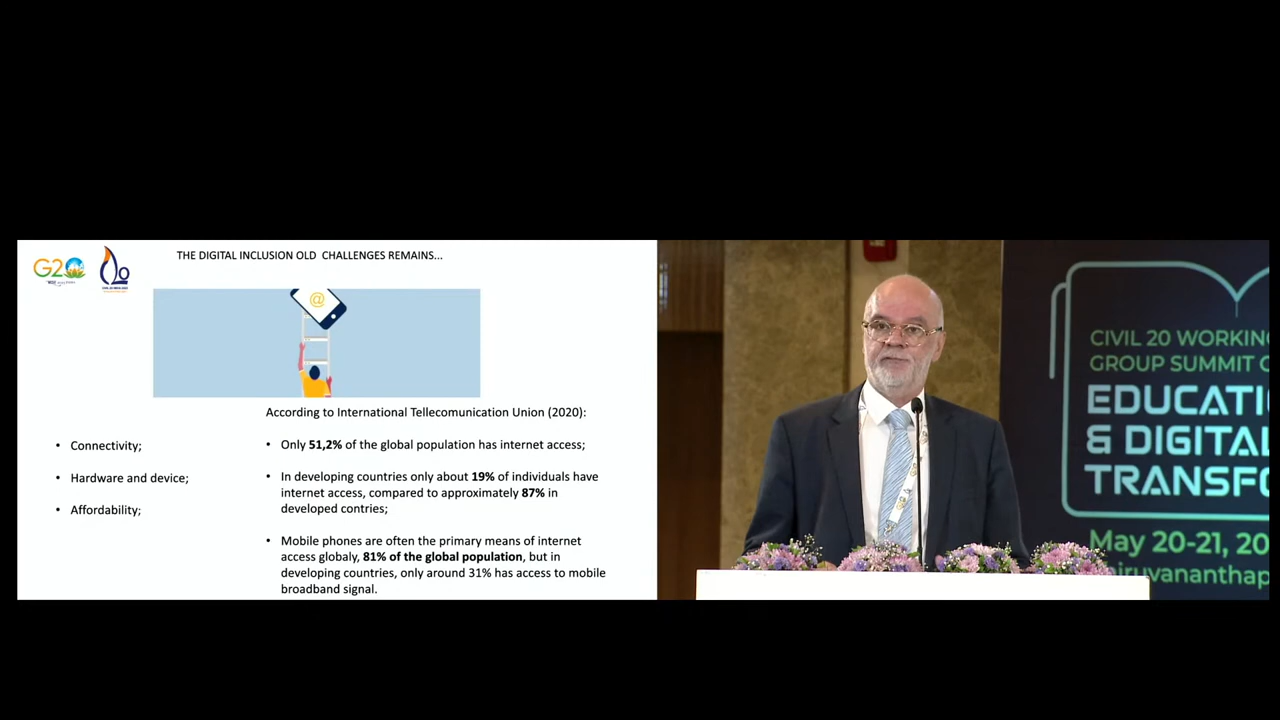 G20
THE DIGITAL INCLUSION OLD CHALLENGES REMAINS...
@
According to International Tellecomunication Union (2020):
• Connectivity;
• Hardware and device;
• Affordability;
• Only 51,2% of the global population has internet access;
• In developing countries only about 19% of individuals have
internet access, compared to approximately 87% in
developed contries;
• Mobile phones are often the primary means of internet
access globaly, 81% of the global population, but in
developing countries, only around 31% has access to mobile
broadband signal.
CIVIL 20 WORKING
GROUP SUMMIT O
EDUCATI
& DIGITAL
TRANSFO
May 20-21, 20
hiruvananthap